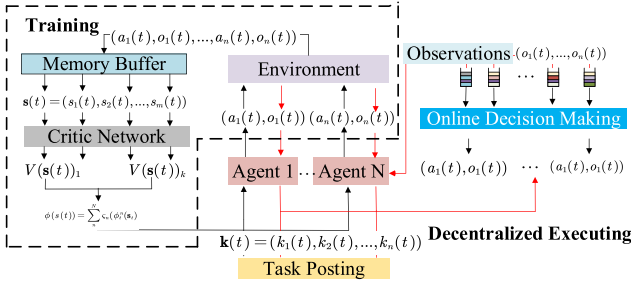 Training
(a₁(t),o₁(t),...,aₙ(t),oₙ(t))
Memory Buffer
s(t)=(s₁(t),s₂(t),...,sₘ(t))
Critic Network
V(s(t))₁ V(s(t))ₖ
Environment
(a₁(t),o₁(t)) (aₙ(t),oₙ(t))
Agent 1 ... Agent N
k(t)=(k₁(t),k₂(t),...,kₙ(t))
Task Posting
Observations (o₁(t),...,oₙ(t))
...
Online Decision Making
(a₁(t),o₁(t)) ... (a₁(t),o₁(t))
Decentralized Executing